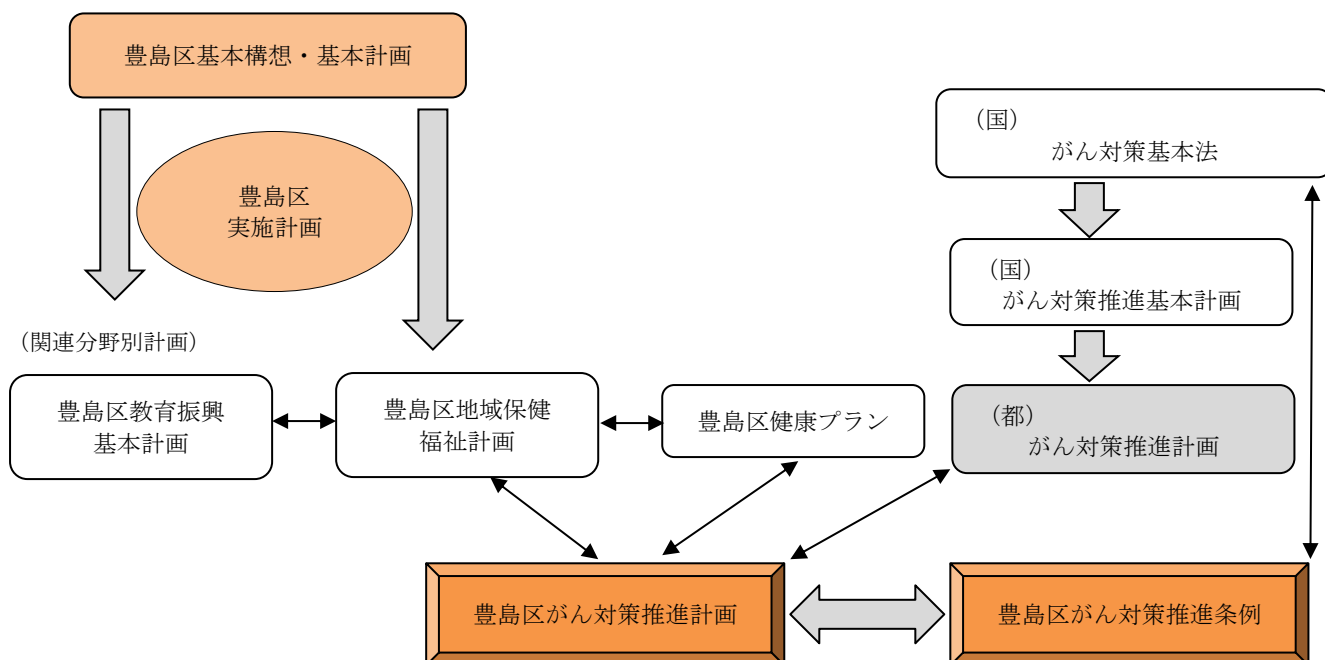 豊島区基本構想・基本計画
豊島区
実施計画
(関連分野別計画)
豊島区教育振興
基本計画
豊島区地域保健
福祉計画
豊島区健康プラン
(国)
がん対策基本法
(国)
がん対策推進基本計画
(都)
がん対策推進計画
豊島区がん対策推進計画
豊島区がん対策推進条例